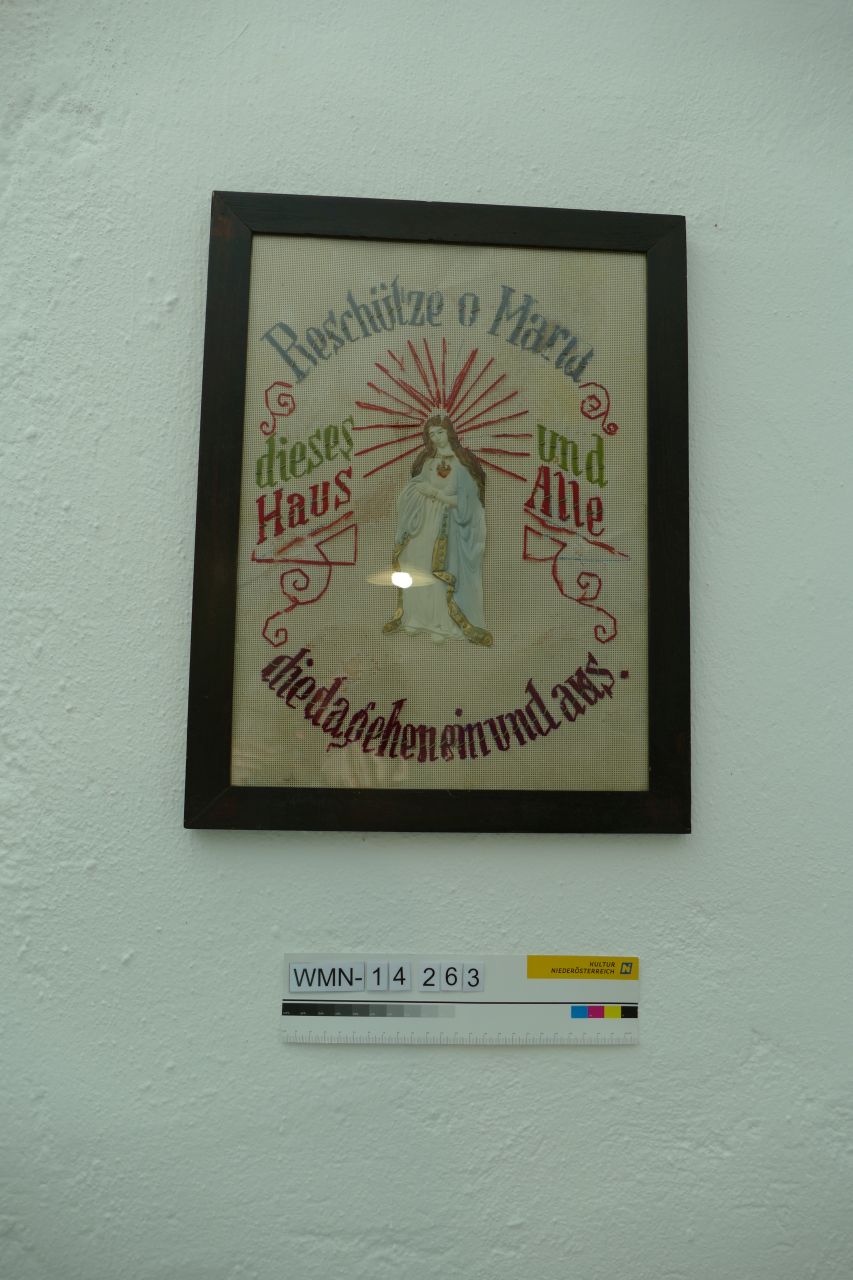 Beschütze o Maria
dieses und
Haus Alle
die da gehen ein und aus.
WMN-14 263
KULTUR
NIEDERÖSTERREICH N